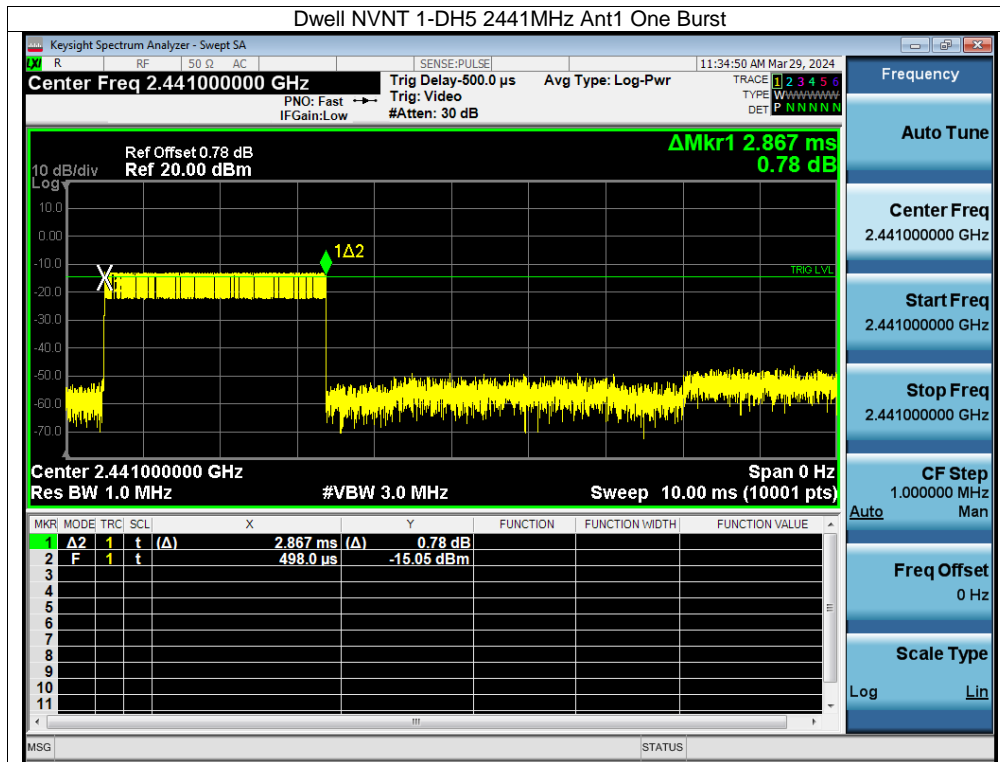 Dwell NVNT 1-DH5 2441MHz Ant1 One Burst
Keysight Spectrum Analyzer - Swept SA
LXI R RF 50 Ω AC SENSE:PULSE 11:34:50 AM Mar 29, 2024
Center Freq 2.441000000 GHz
PNO: Fast
IFGain:Low
Trig Delay-500.0 µs
Trig: Video
#Atten: 30 dB
Avg Type: Log-Pwr
TRACE 1 2 3 4 5 6
TYPE WWWWWW
DET P N N N N N
ΔMkr1 2.867 ms
0.78 dB
Ref Offset 0.78 dB
10 dB/div Ref 20.00 dBm
Log
10.0
0.00
-10.0
-20.0
-30.0
-40.0
-50.0
-60.0
-70.0
1Δ2
TRIG LVL
X
Center 2.441000000 GHz Span 0 Hz
Res BW 1.0 MHz #VBW 3.0 MHz Sweep 10.00 ms (10001 pts)
MKR MODE TRC SCL X Y FUNCTION FUNCTION WIDTH FUNCTION VALUE
1 Δ2 1 t (Δ) 2.867 ms (Δ) 0.78 dB
2 F 1 t 498.0 µs -15.05 dBm
3
4
5
6
7
8
9
10
11
MSG STATUS
Frequency
Auto Tune
Center Freq
2.441000000 GHz
Start Freq
2.441000000 GHz
Stop Freq
2.441000000 GHz
CF Step
1.000000 MHz
Auto Man
Freq Offset
0 Hz
Scale Type
Log Lin